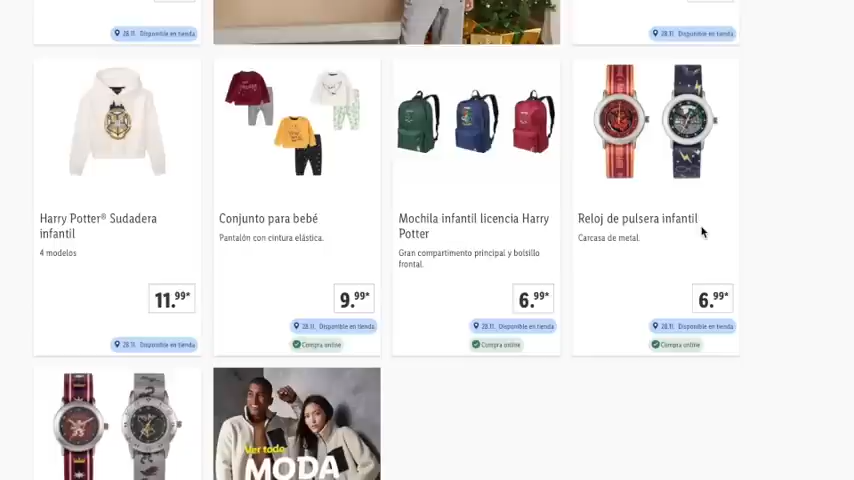 28.11. Disponible en tienda
28.11. Disponible en tienda
Harry Potter® Sudadera
infantil
4 modelos
11.99*
28.11. Disponible en tienda
Conjunto para bebé
Pantalón con cintura elástica.
9.99*
28.11. Disponible en tienda
Compra online
Mochila infantil licencia Harry
Potter
Gran compartimento principal y bolsillo
frontal.
6.99*
28.11. Disponible en tienda
Compra online
Reloj de pulsera infantil
Carcasa de metal.
6.99*
28.11. Disponible en tienda
Compra online
Ver todo
MODA